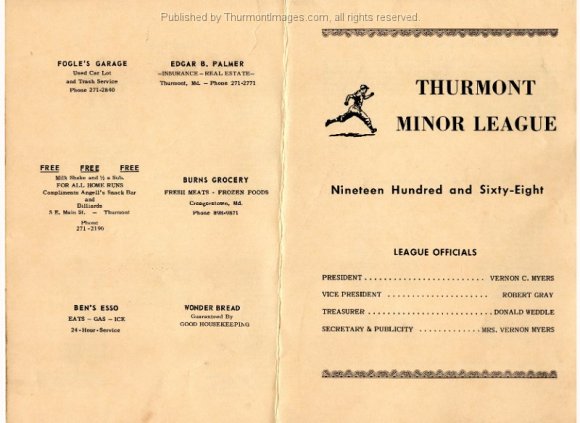 Published by ThurmontImages.com, all rights reserved.
FOGLE'S GARAGE
Used Car Lot
and Trash Service
Phone 271-2840
EDGAR B. PALMER
-INSURANCE - REAL ESTATE-
Thurmont, Md. - Phone 271-2771
FREE FREE FREE
Milk Shake and ½ a Sub.
FOR ALL HOME RUNS
Compliments Angell's Snack Bar
and
Billiards
5 E. Main St. - Thurmont
Phone
271-2190
BURNS GROCERY
FRESH MEATS - FROZEN FOODS
Creagerstown, Md.
Phone 898-9871
BEN'S ESSO
EATS - GAS - ICE
24-Hour-Service
WONDER BREAD
Guaranteed By
GOOD HOUSEKEEPING
THURMONT
MINOR LEAGUE
Nineteen Hundred and Sixty-Eight
LEAGUE OFFICIALS
PRESIDENT ........................ VERNON C. MYERS
VICE PRESIDENT ........................ ROBERT GRAY
TREASURER ........................ DONALD WEDDLE
SECRETARY & PUBLICITY ............. MRS. VERNON MYERS